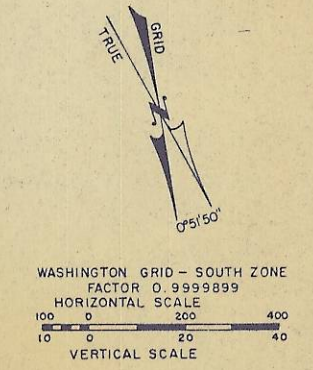 GRID
TRUE
0°51'50"
WASHINGTON GRID - SOUTH ZONE
FACTOR 0.9999899
HORIZONTAL SCALE
100 0 200 400
10 0 20 40
VERTICAL SCALE